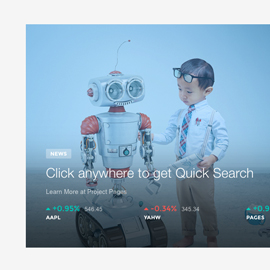 NEWS
Click anywhere to get Quick Search
Learn More at Project Pages
+0.95% 546.45 -0.34% 345.34 +0.9
AAPL YAHW PAGES